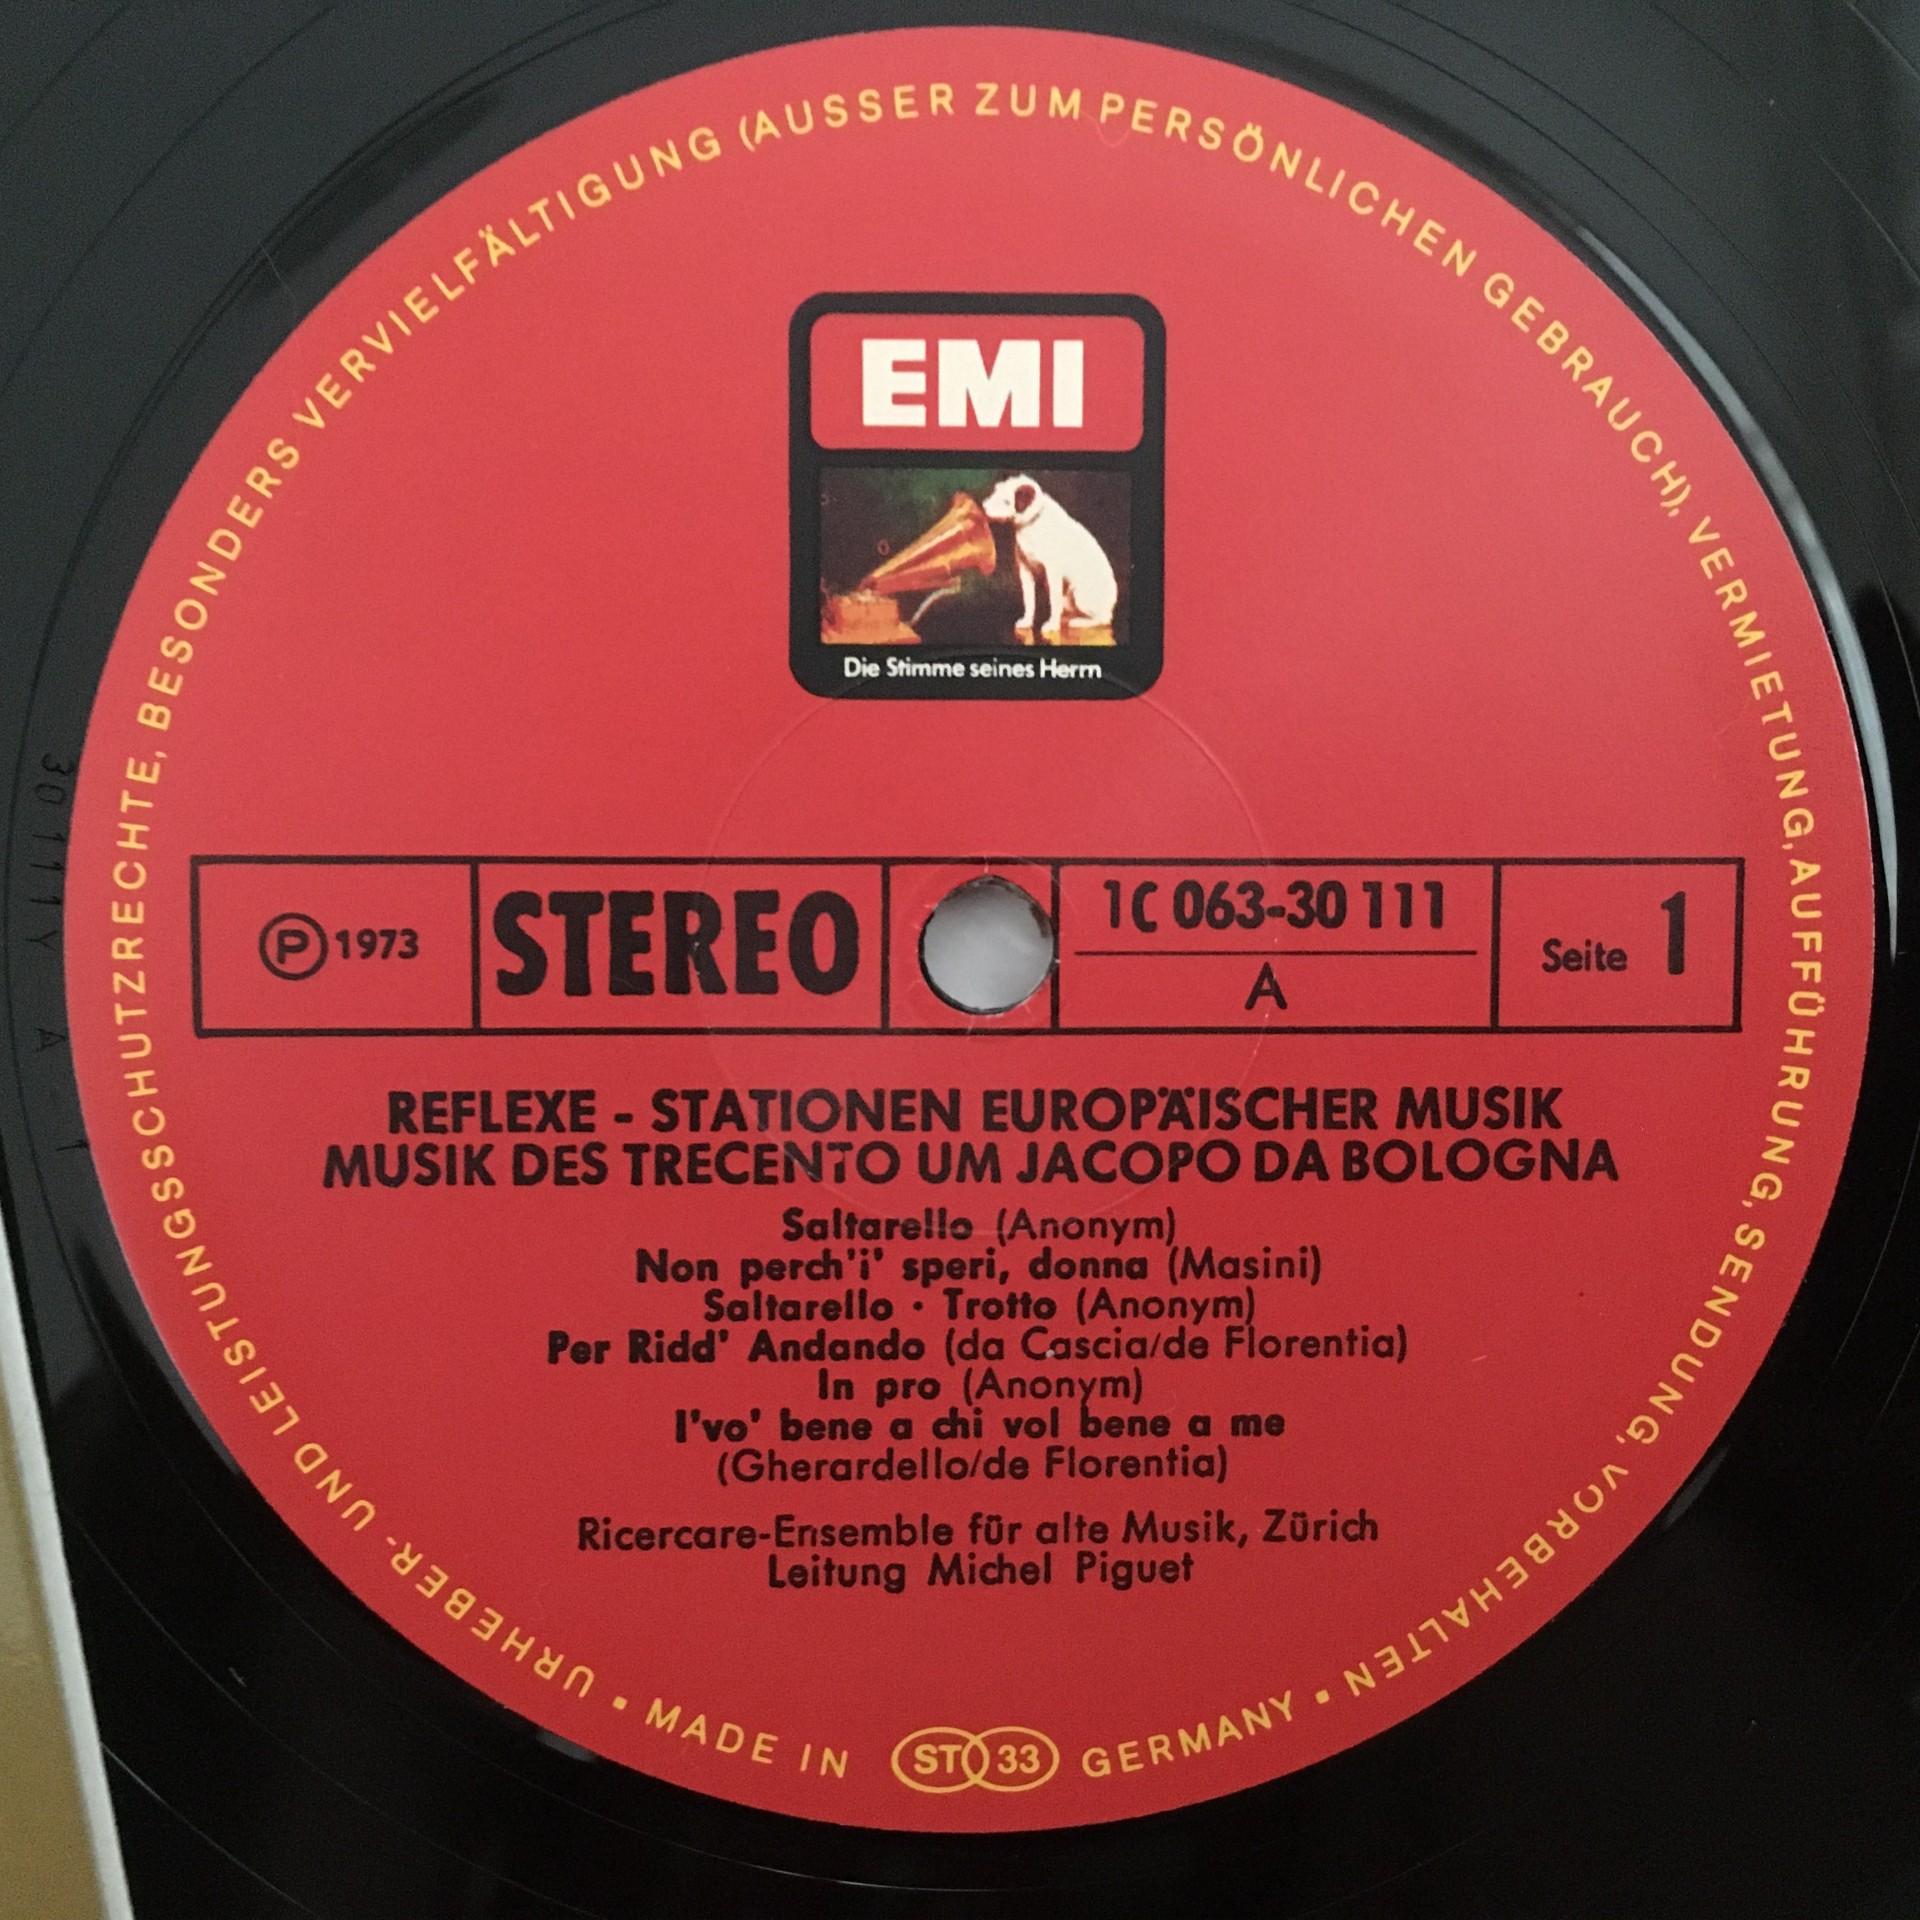 EMI
Die Stimme seines Herrn
℗ 1973
STEREO
1C 063-30 111
A
Seite 1
REFLEXE - STATIONEN EUROPÄISCHER MUSIK
MUSIK DES TRECENTO UM JACOPO DA BOLOGNA
Saltarello (Anonym)
Non perch'i' speri, donna (Masini)
Saltarello · Trotto (Anonym)
Per Ridd' Andando (da Cascia/de Florentia)
In pro (Anonym)
I'vo' bene a chi vol bene a me
(Gherardello/de Florentia)
Ricercare-Ensemble für alte Musik, Zürich
Leitung Michel Piguet
URHEBER- UND LEISTUNGSSCHUTZRECHTE, BESONDERS VERVIELFÄLTIGUNG (AUSSER ZUM PERSÖNLICHEN GEBRAUCH), VERMIETUNG, AUFFÜHRUNG, SENDUNG, VORBEHALTEN •
MADE IN ST 33 GERMANY •
30111 Y A - 1